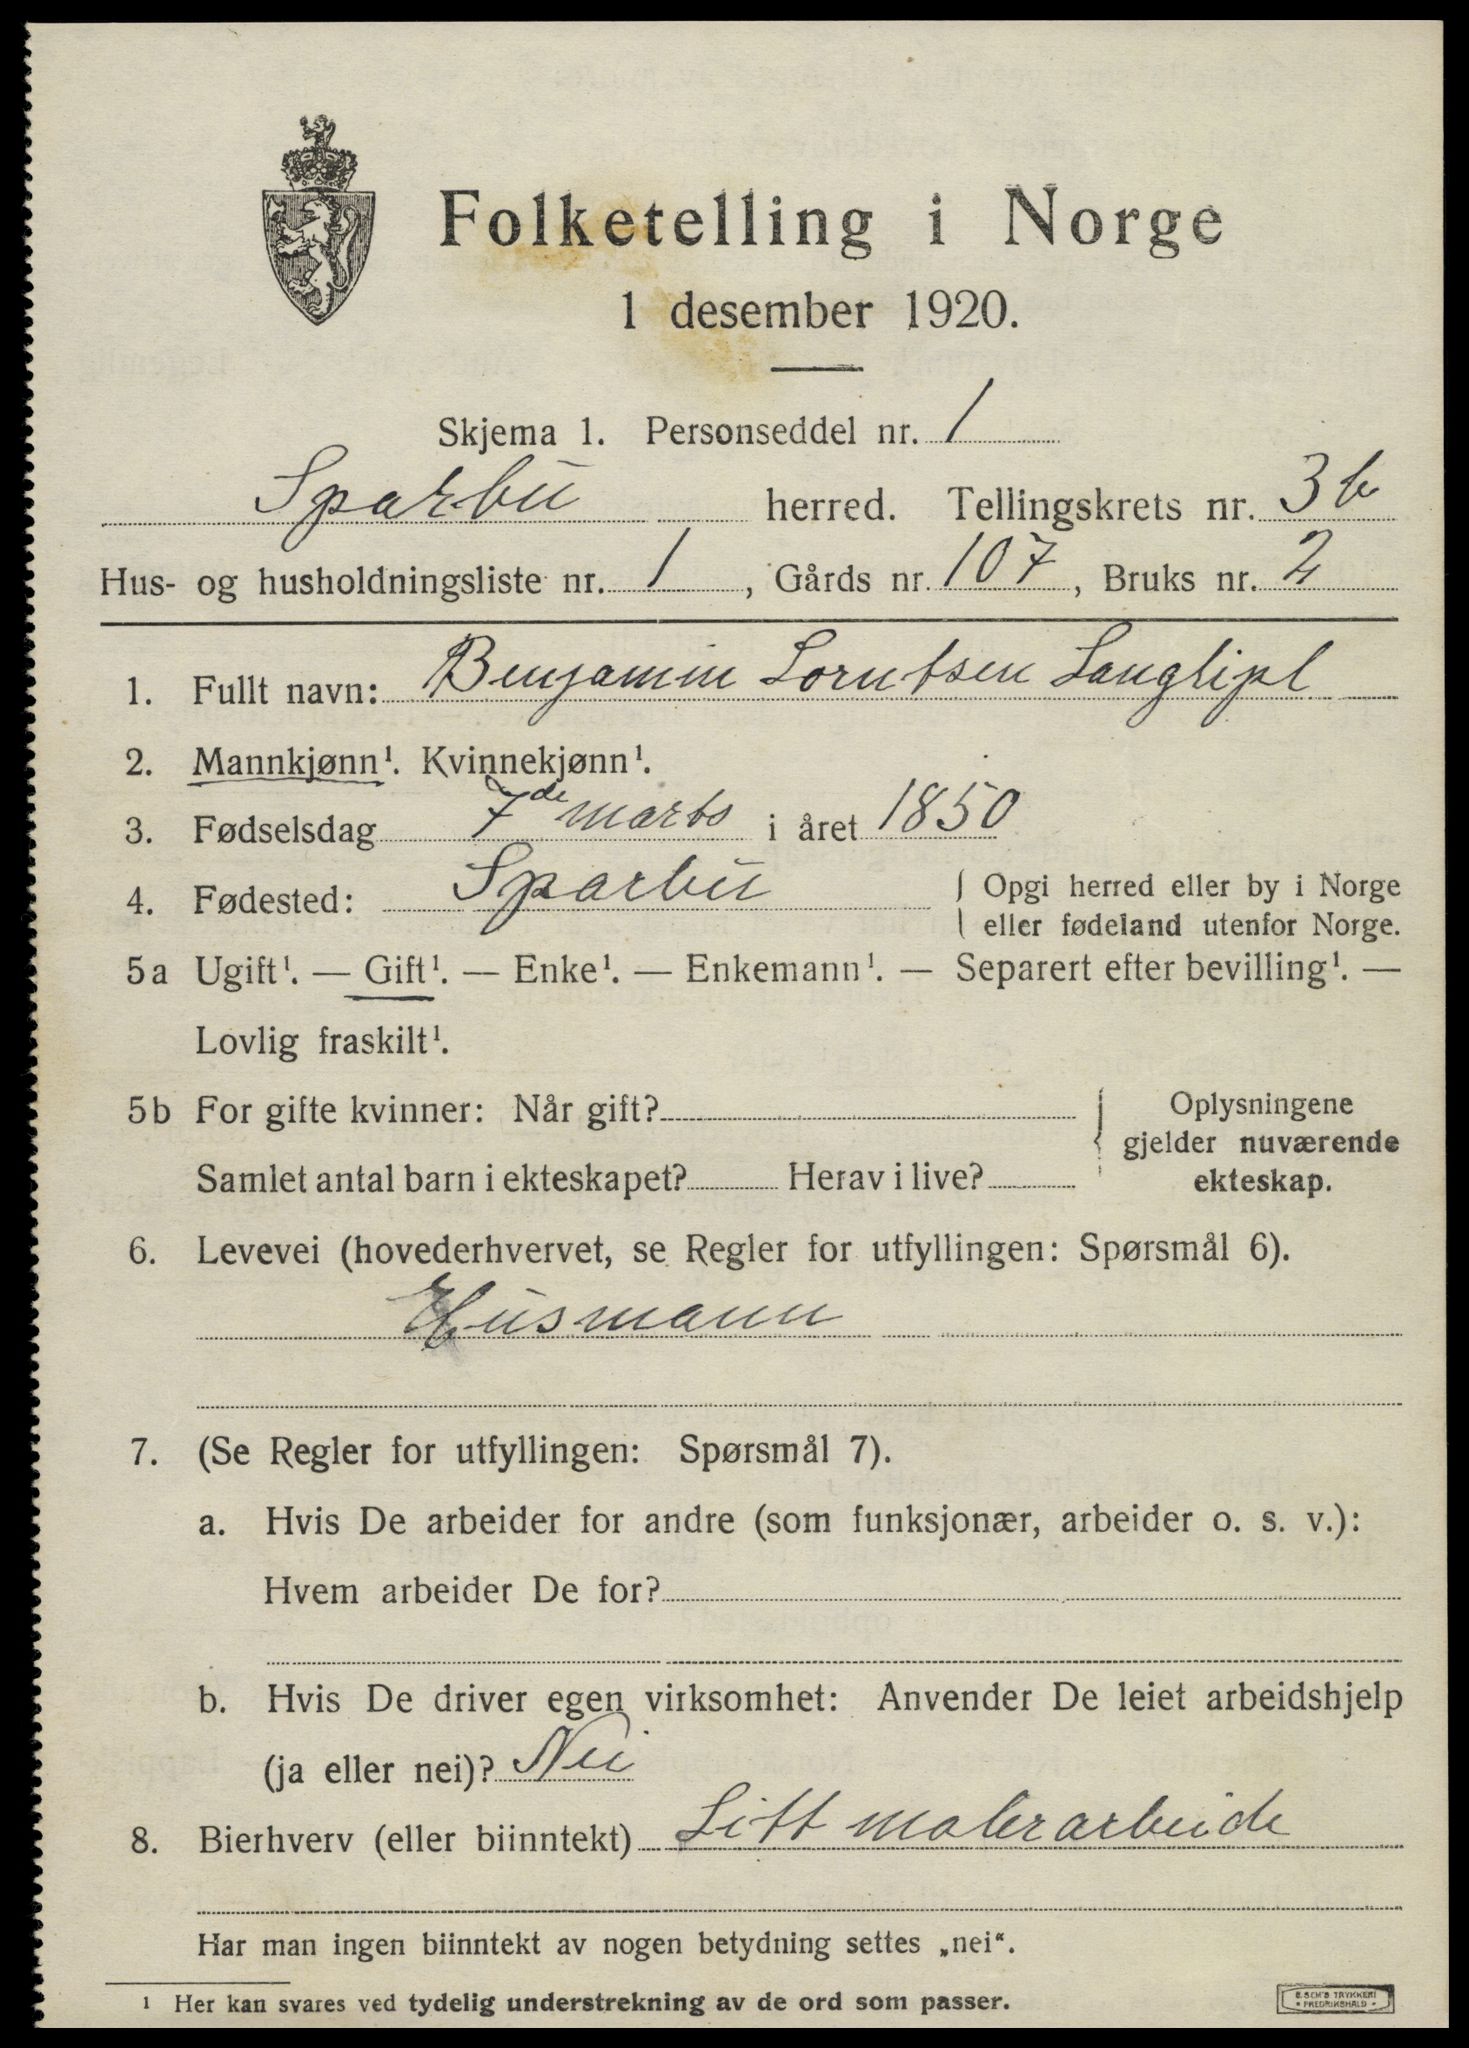 Folketelling i Norge
1 desember 1920.
Skjema 1. Personseddel nr. 1
Sparbu herred. Tellingskrets nr. 3b
Hus- og husholdningsliste nr. 1, Gårds nr. 107, Bruks nr. 2
1. Fullt navn: Benjamin Lorntsen
2. Mannkjønn¹. Kvinnekjønn¹.
3. Fødselsdag 7de marts i året 1850
4. Fødested: Sparbu { Opgi herred eller by i Norge
eller fødeland utenfor Norge.
5a Ugift¹. — Gift¹. — Enke¹. — Enkemann¹. — Separert efter bevilling¹. —
Lovlig fraskilt¹.
5b For gifte kvinner: Når gift? { Oplysningene
gjelder nuværende
Samlet antal barn i ekteskapet? Herav i live? ekteskap.
6. Levevei (hovederhvervet, se Regler for utfyllingen: Spørsmål 6).
Husmann
7. (Se Regler for utfyllingen: Spørsmål 7).
a. Hvis De arbeider for andre (som funksjonær, arbeider o. s. v.):
Hvem arbeider De for?
b. Hvis De driver egen virksomhet: Anvender De leiet arbeidshjelp
(ja eller nei)? Nei
8. Bierhverv (eller biinntekt) Litt malerarbeide
Har man ingen biinntekt av nogen betydning settes „nei“.
¹ Her kan svares ved tydelig understrekning av de ord som passer.
E. SEM'S TRYKKERI
• FREDRIKSHALD •